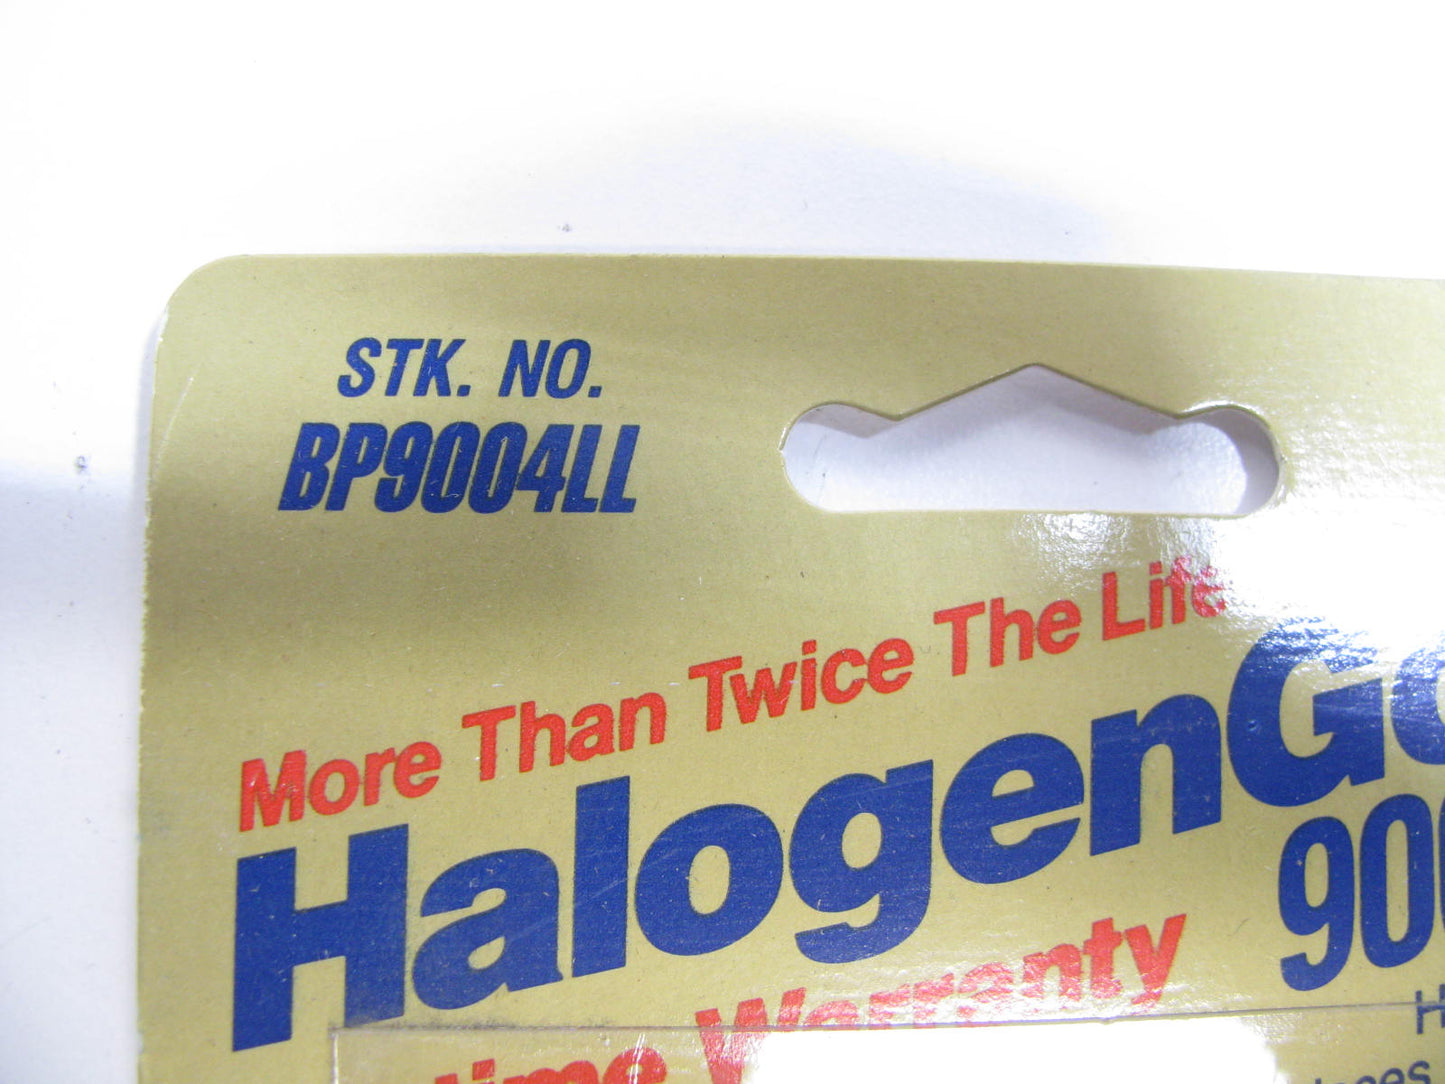 STK. NO.
BP9004LL
More Than Twice The Life
HalogenG
90
Warranty